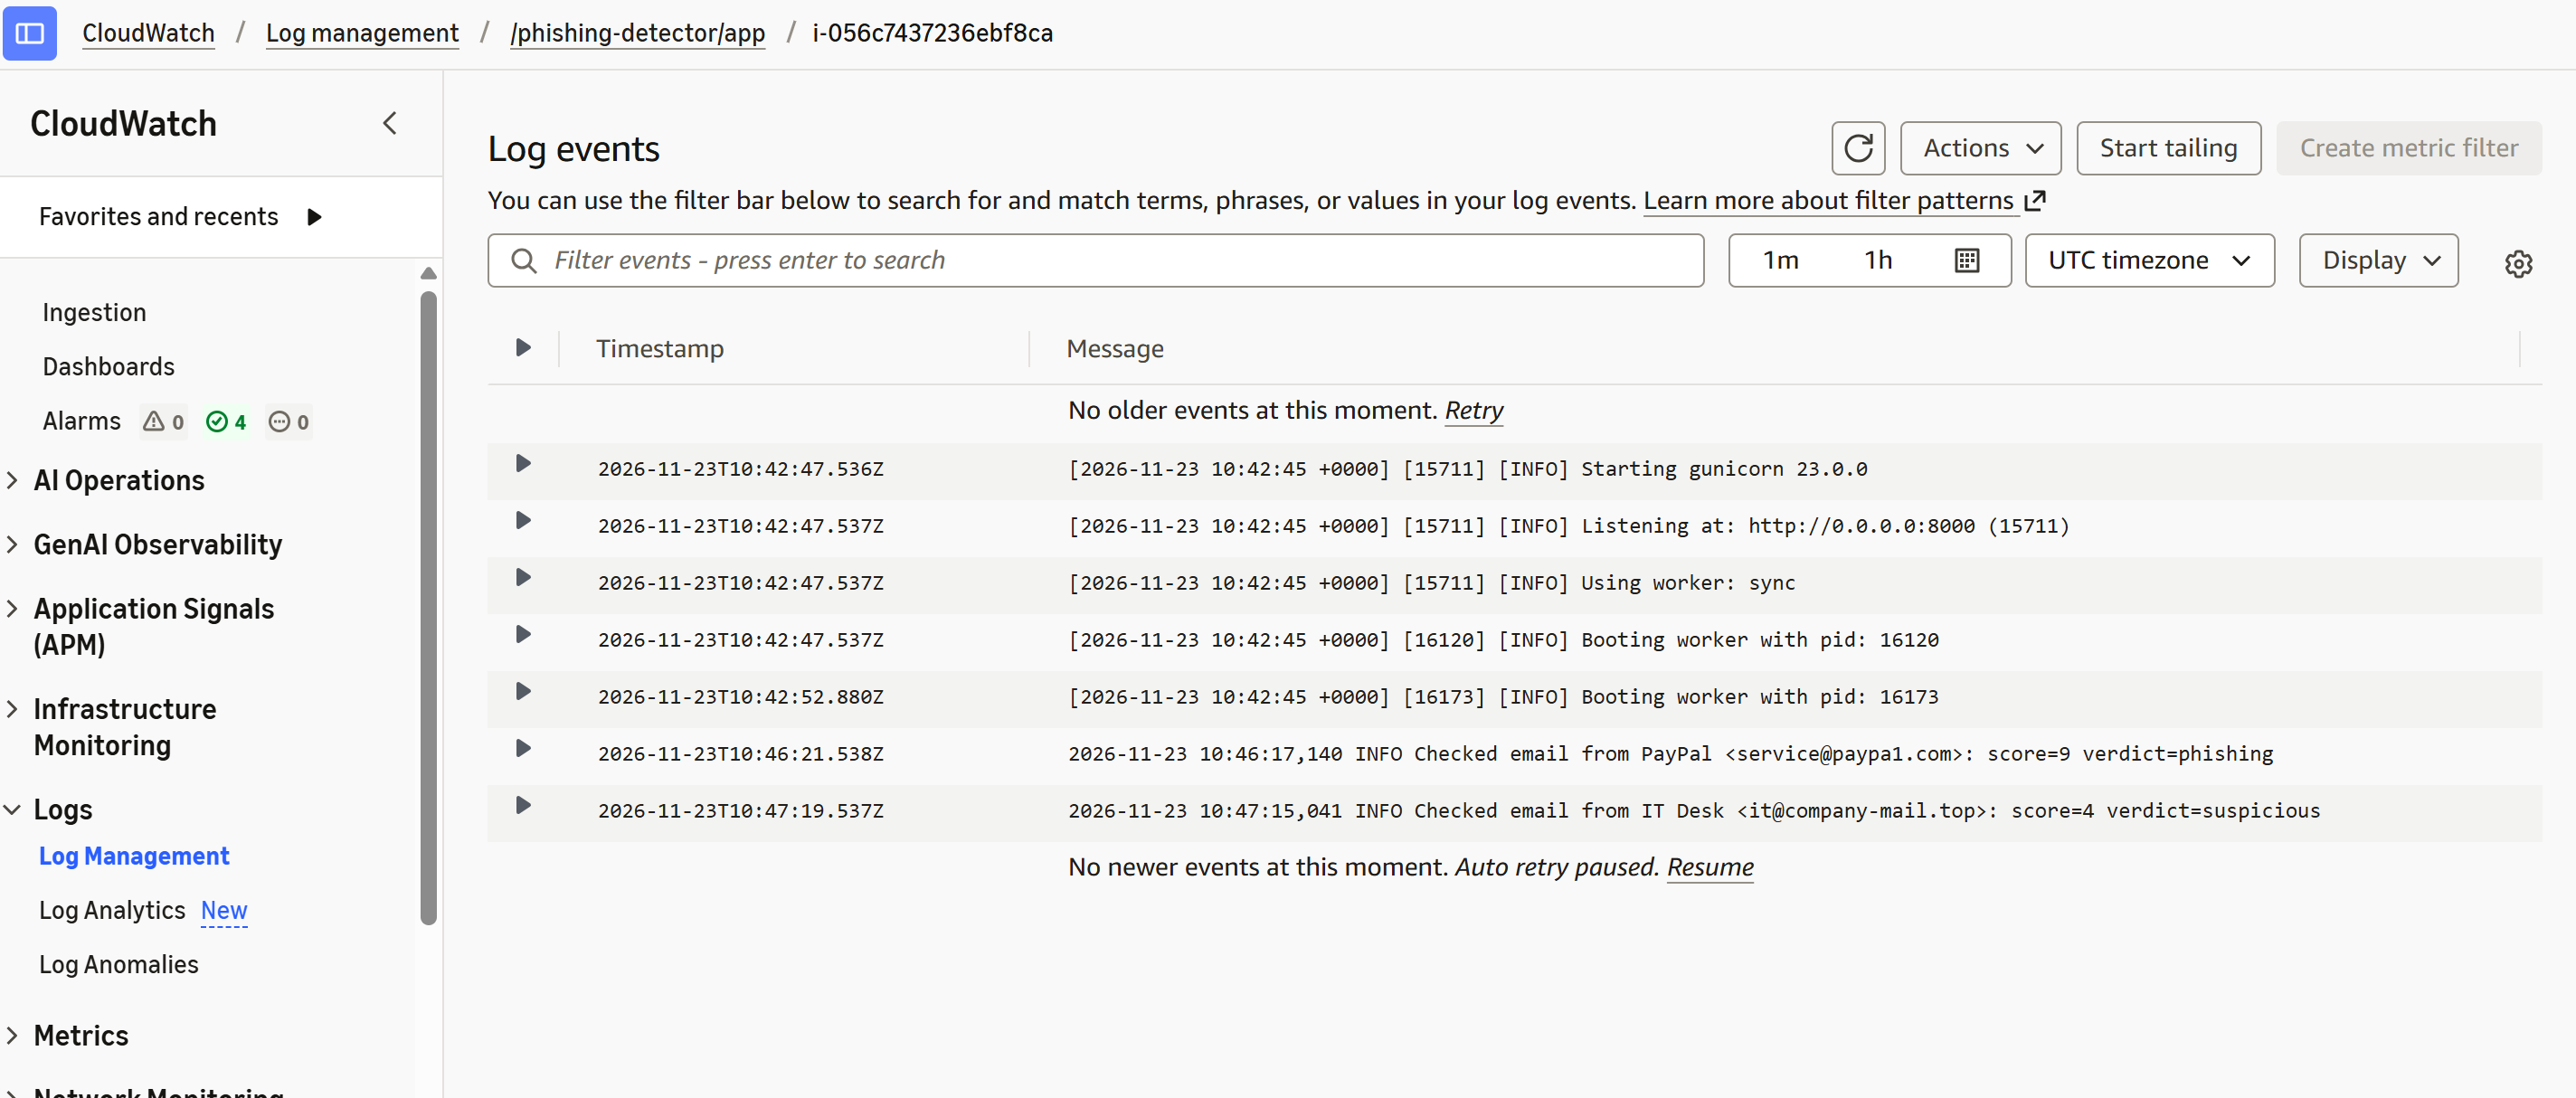 CloudWatch / Log management / /phishing-detector/app / i-056c7437236ebf8ca
CloudWatch
Favorites and recents
Ingestion
Dashboards
Alarms 0 4 0
AI Operations
GenAI Observability
Application Signals
(APM)
Infrastructure
Monitoring
Logs
Log Management
Log Analytics New
Log Anomalies
Metrics
Network Monitoring
Log events
Actions
Start tailing
Create metric filter
You can use the filter bar below to search for and match terms, phrases, or values in your log events. Learn more about filter patterns
Filter events - press enter to search
1m 1h
UTC timezone
Display
Timestamp Message
No older events at this moment. Retry
2026-11-23T10:42:47.536Z [2026-11-23 10:42:45 +0000] [15711] [INFO] Starting gunicorn 23.0.0
2026-11-23T10:42:47.537Z [2026-11-23 10:42:45 +0000] [15711] [INFO] Listening at: http://0.0.0.0:8000 (15711)
2026-11-23T10:42:47.537Z [2026-11-23 10:42:45 +0000] [15711] [INFO] Using worker: sync
2026-11-23T10:42:47.537Z [2026-11-23 10:42:45 +0000] [16120] [INFO] Booting worker with pid: 16120
2026-11-23T10:42:52.880Z [2026-11-23 10:42:45 +0000] [16173] [INFO] Booting worker with pid: 16173
2026-11-23T10:46:21.538Z 2026-11-23 10:46:17,140 INFO Checked email from PayPal <service@paypa1.com>: score=9 verdict=phishing
2026-11-23T10:47:19.537Z 2026-11-23 10:47:15,041 INFO Checked email from IT Desk <it@company-mail.top>: score=4 verdict=suspicious
No newer events at this moment. Auto retry paused. Resume